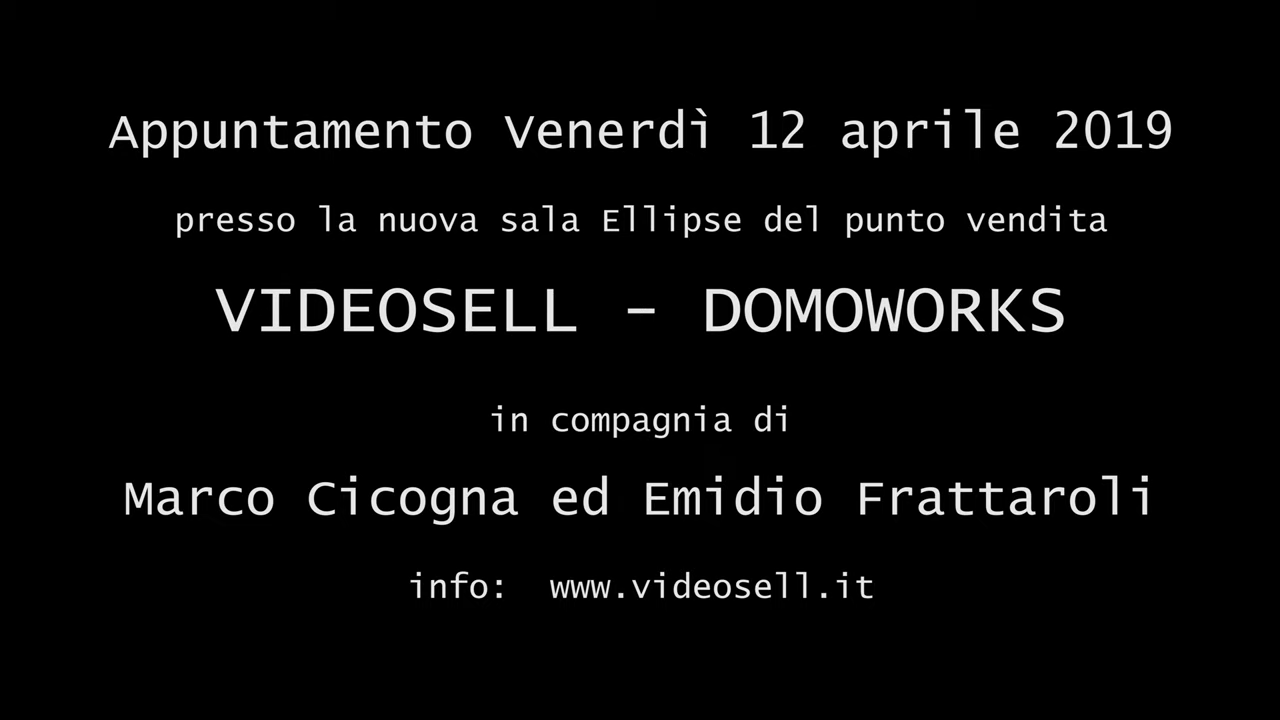 Appuntamento Venerdì 12 aprile 2019
presso la nuova sala Ellipse del punto vendita
VIDEOSELL - DOMOWORKS
in compagnia di
Marco Cicogna ed Emidio Frattaroli
info: www.videosell.it